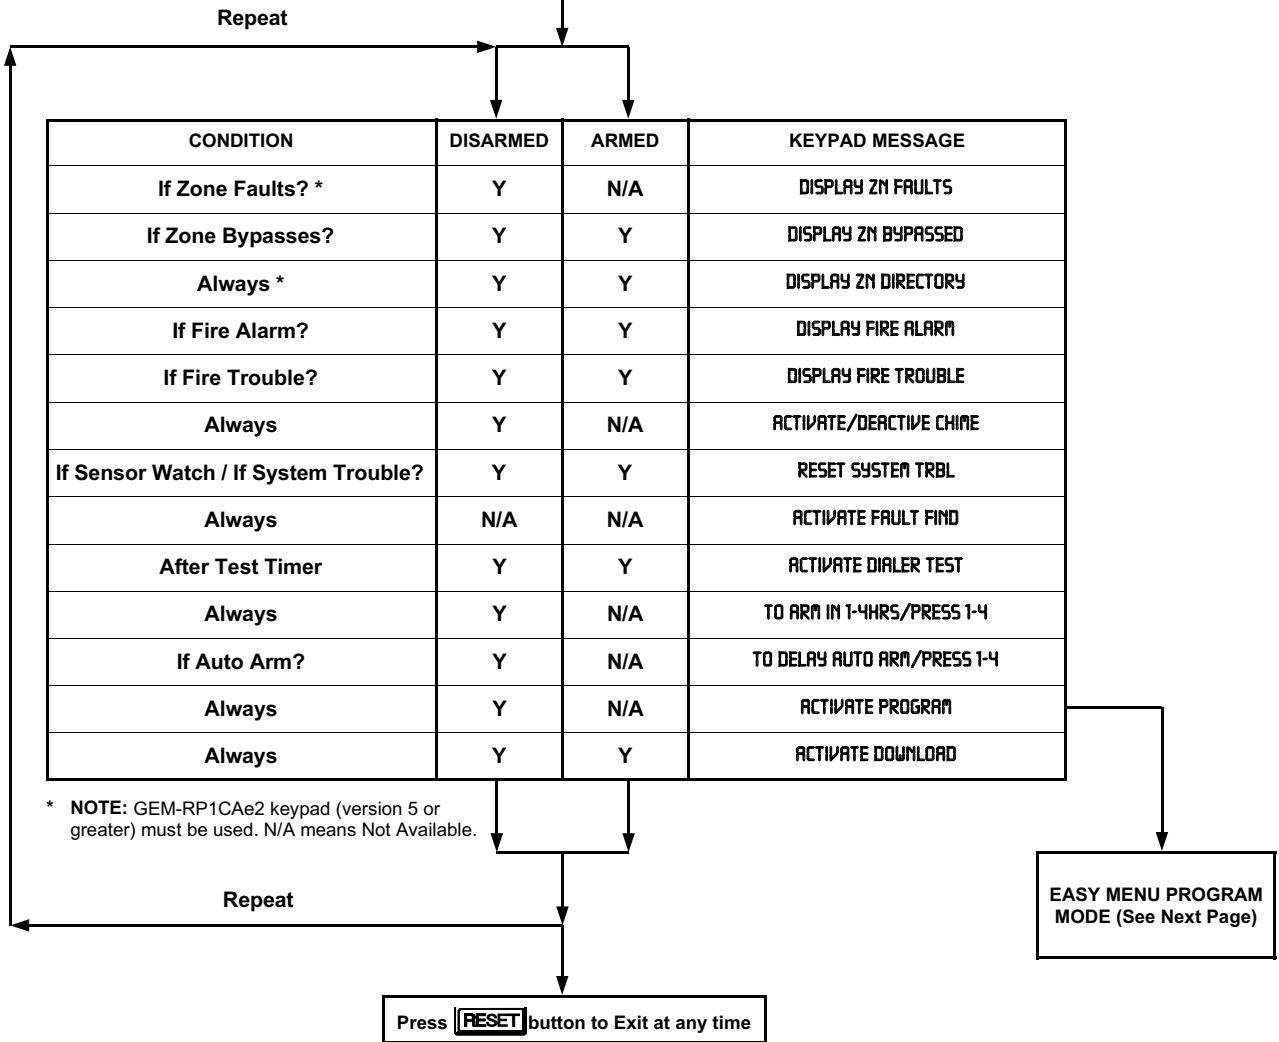 Repeat
CONDITION DISARMED ARMED KEYPAD MESSAGE
If Zone Faults? * Y N/A DISPLAY ZN FAULTS
If Zone Bypasses? Y Y DISPLAY ZN BYPASSED
Always * Y Y DISPLAY ZN DIRECTORY
If Fire Alarm? Y Y DISPLAY FIRE ALARM
If Fire Trouble? Y Y DISPLAY FIRE TROUBLE
Always Y N/A ACTIVATE/DEACTIVE CHIME
If Sensor Watch / If System Trouble? Y Y RESET SYSTEM TRBL
Always N/A N/A ACTIVATE FAULT FIND
After Test Timer Y Y ACTIVATE DIALER TEST
Always Y N/A TO ARM IN 1-4HRS/PRESS 1-4
If Auto Arm? Y N/A TO DELAY AUTO ARM/PRESS 1-4
Always Y N/A ACTIVATE PROGRAM
Always Y Y ACTIVATE DOWNLOAD
* NOTE: GEM-RP1CAe2 keypad (version 5 or
greater) must be used. N/A means Not Available.
Repeat
EASY MENU PROGRAM
MODE (See Next Page)
Press RESET button to Exit at any time